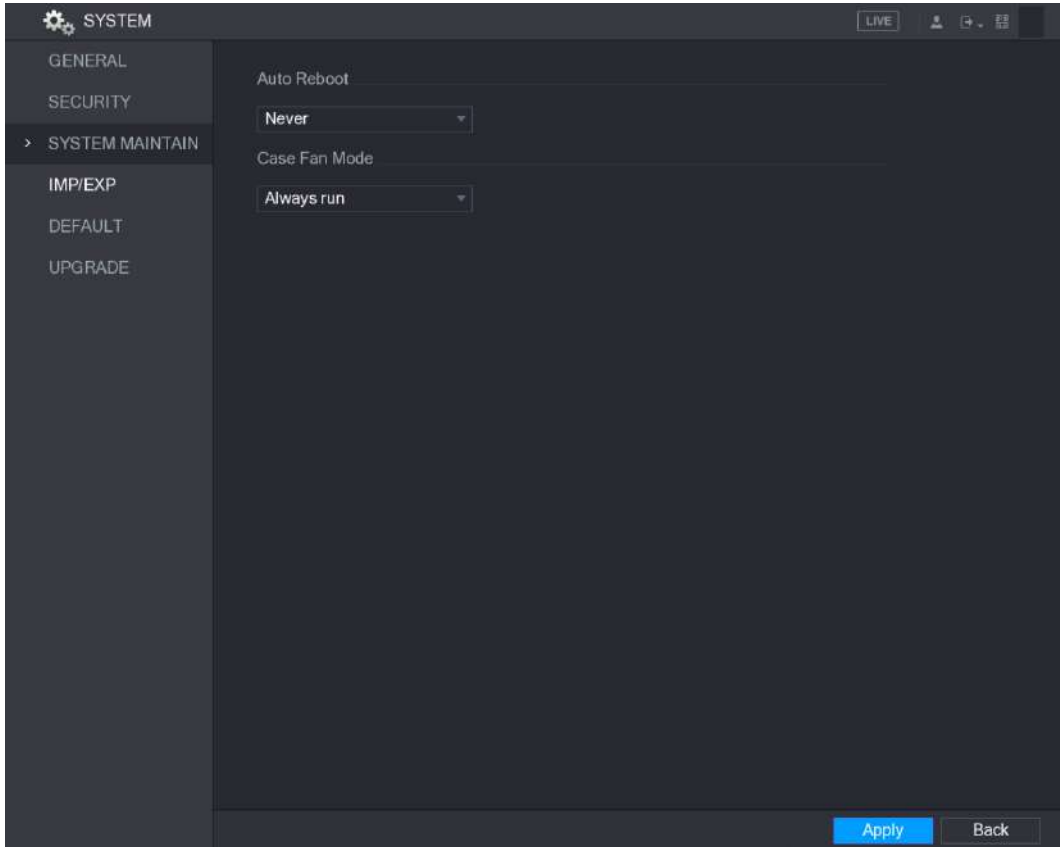 SYSTEM
LIVE
GENERAL
SECURITY
> SYSTEM MAINTAIN
IMP/EXP
DEFAULT
UPGRADE
Auto Reboot
Never
Case Fan Mode
Always run
Apply
Back